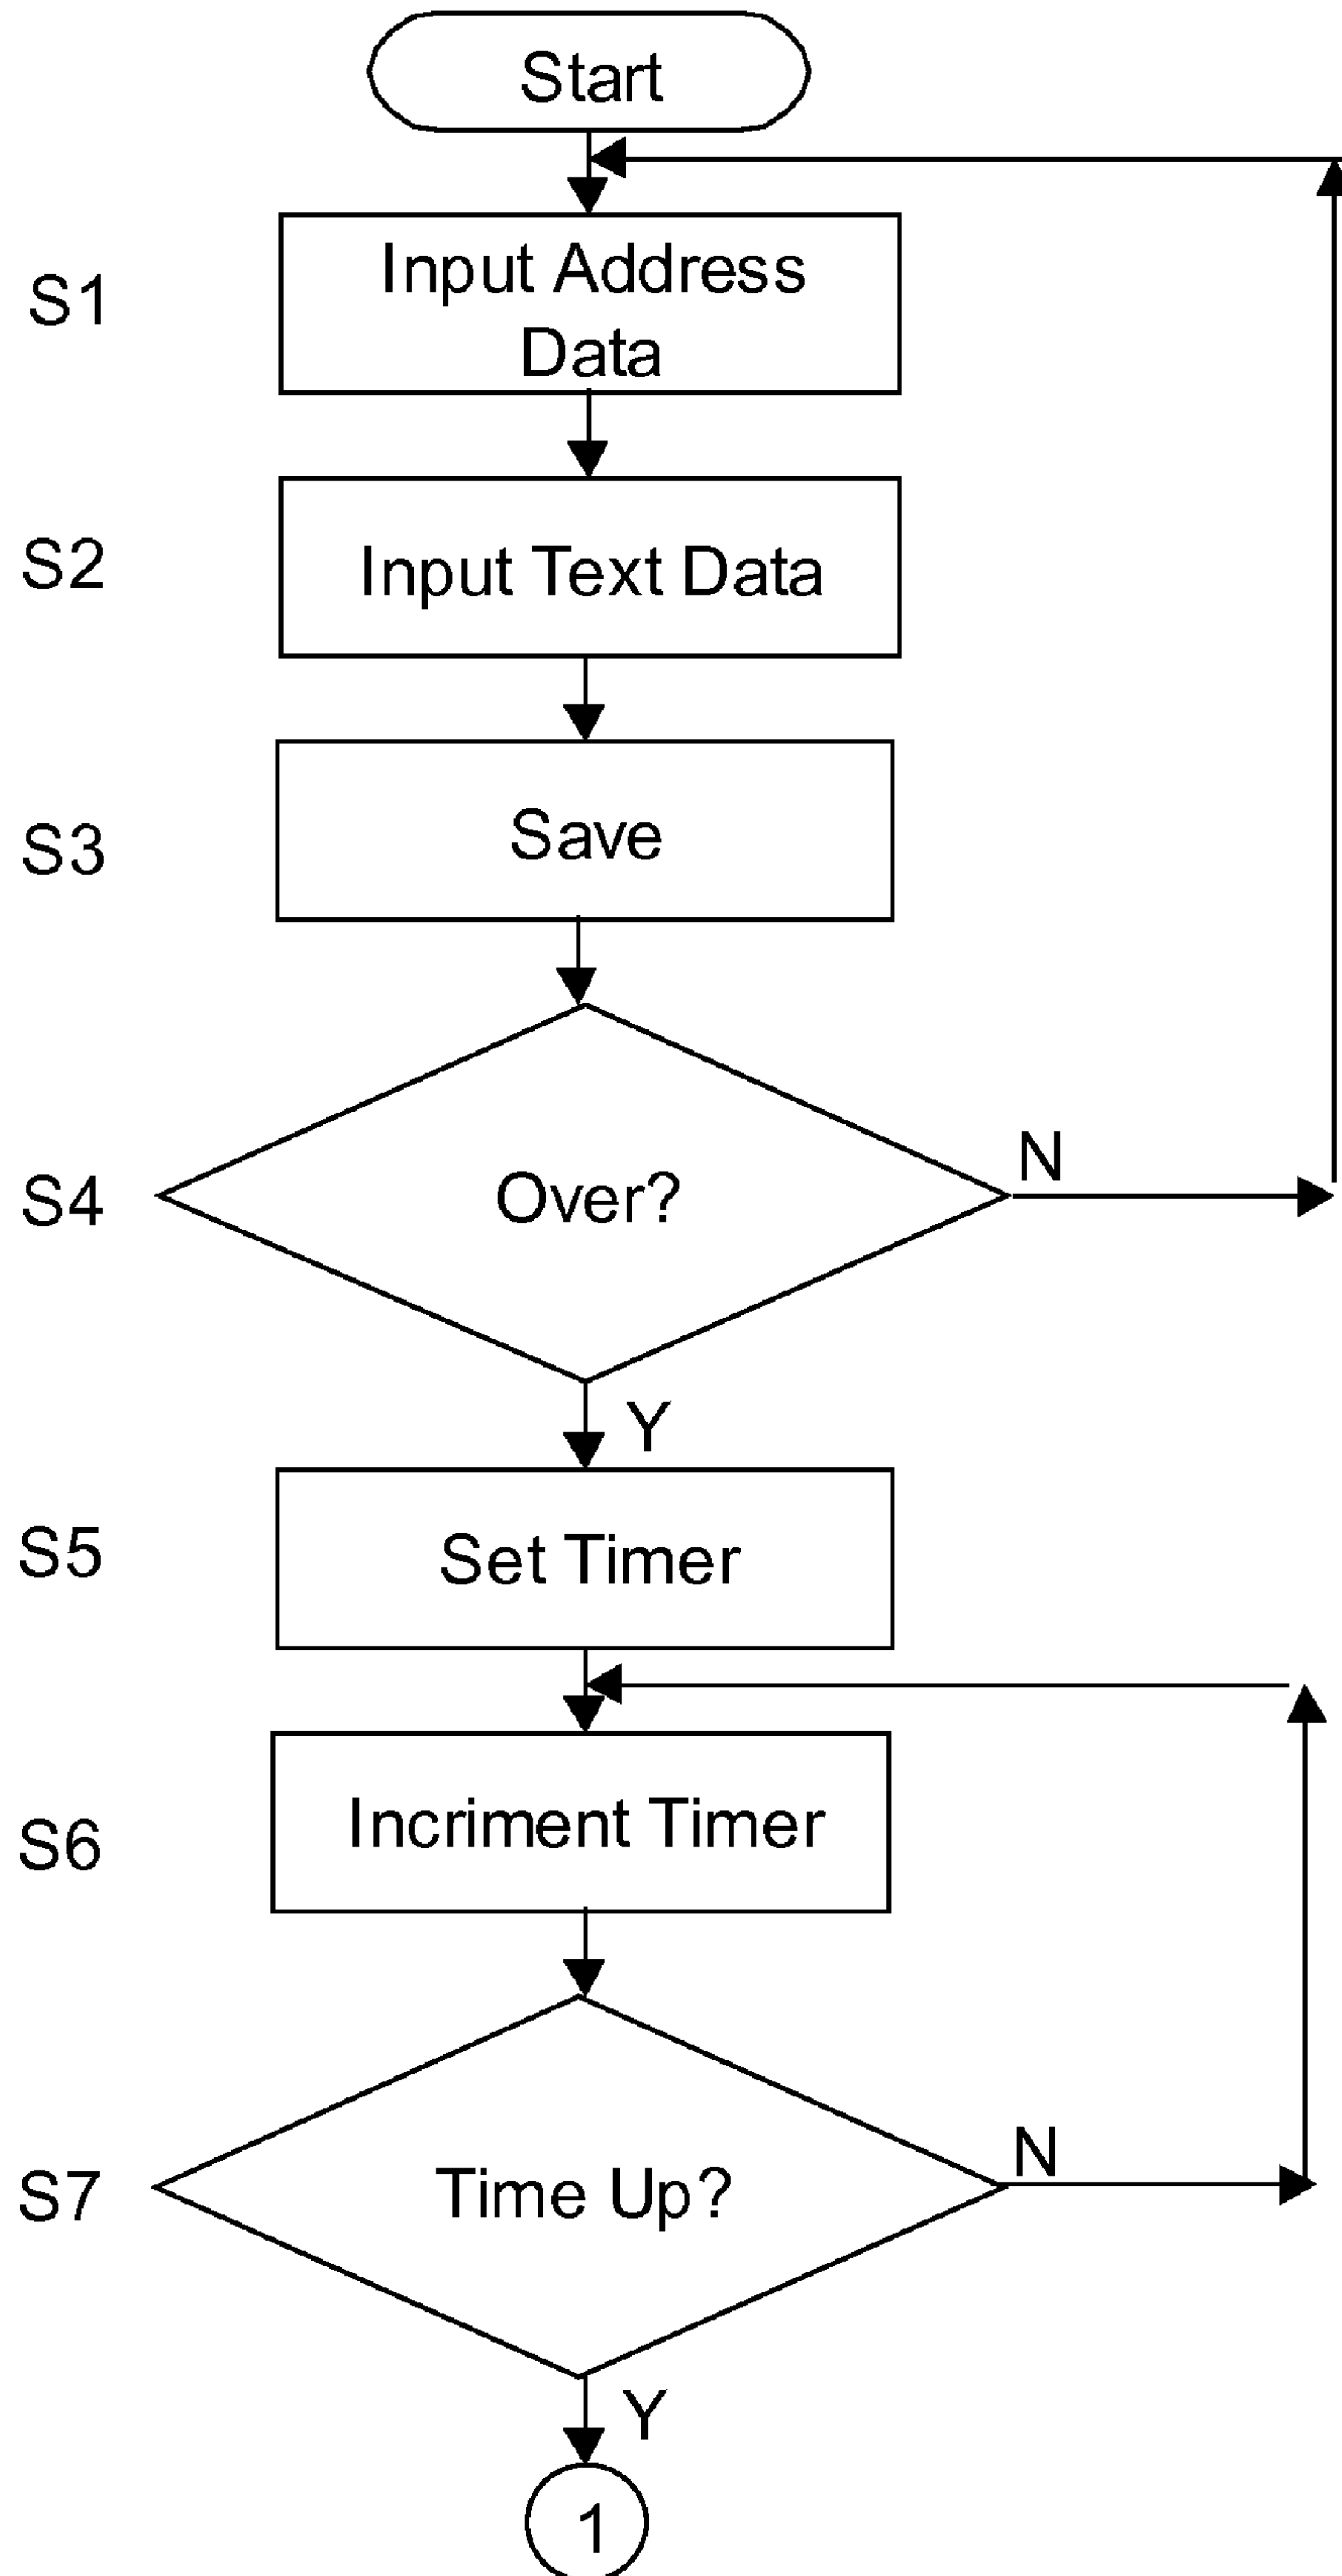 Start
S1
Input Address
Data
S2
Input Text Data
S3
Save
S4
Over?
N
Y
S5
Set Timer
S6
Incriment Timer
S7
Time Up?
N
Y
1